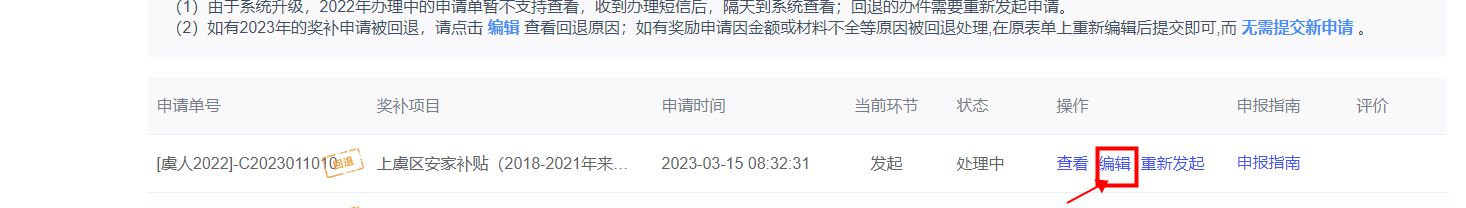 （1）由于系统升级，2022年办理中的申请单暂不支持查看，收到办理短信后，隔天到系统查看；回退的办件需要重新发起申请。
（2）如有2023年的奖补申请被回退，请点击 编辑 查看回退原因；如有奖励申请因金额或材料不全等原因被回退处理,在原表单上重新编辑后提交即可,而 无需提交新申请 。
申请单号 奖补项目 申请时间 当前环节 状态 操作 申报指南 评价
[虞人2022]-C2023011010 回退 上虞区安家补贴（2018-2021年来... 2023-03-15 08:32:31 发起 处理中 查看 编辑 重新发起 申报指南